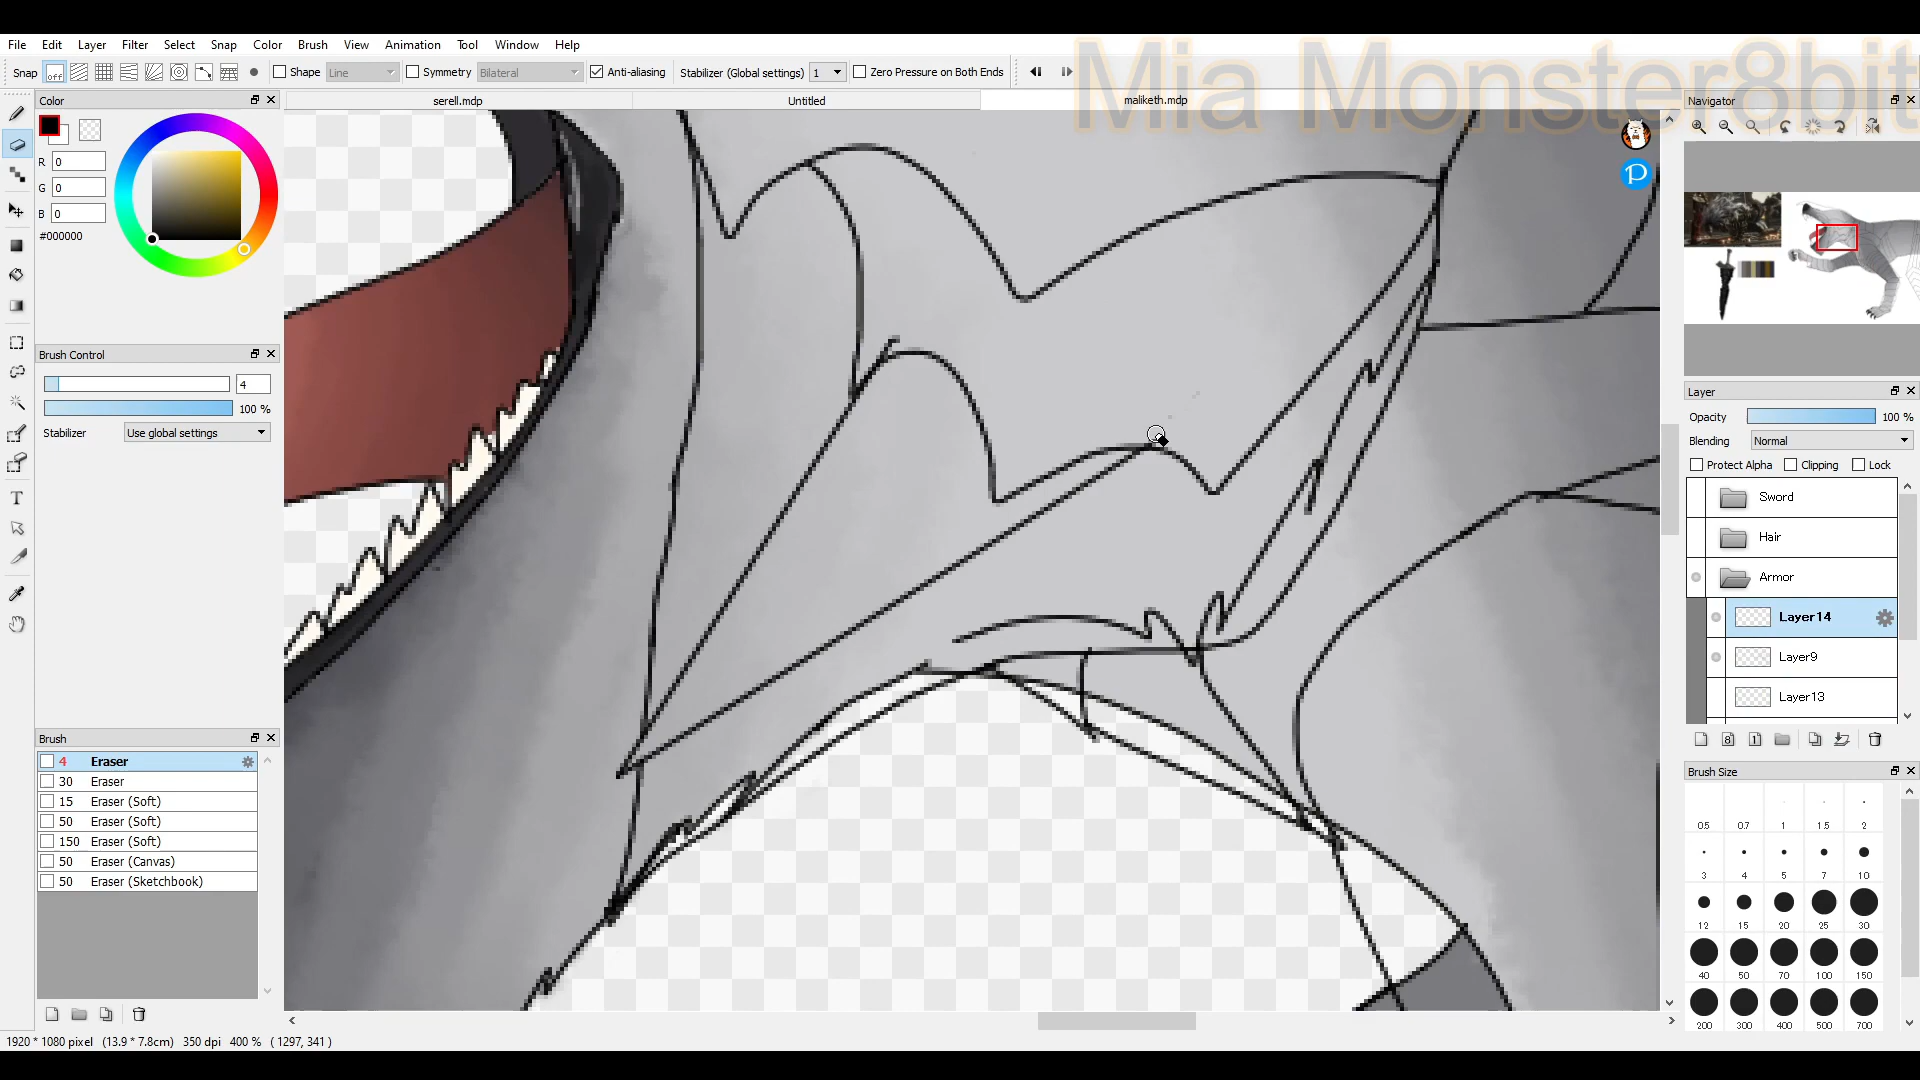 Mia Monster8bit
File Edit Layer Filter Select Snap Color Brush View Animation Tool Window Help
Snap off Shape Line Symmetry Bilateral Anti-aliasing Stabilizer (Global settings) 1 Zero Pressure on Both Ends
Color
serell.mdp Untitled maliketh.mdp
Navigator
R 0
G 0
B 0
#000000
Brush Control
4
100 %
Stabilizer Use global settings
Layer
Opacity 100 %
Blending Normal
Protect Alpha Clipping Lock
Sword
Hair
Armor
Layer14
Layer9
Layer13
Brush
4 Eraser
30 Eraser
15 Eraser (Soft)
50 Eraser (Soft)
150 Eraser (Soft)
50 Eraser (Canvas)
50 Eraser (Sketchbook)
Brush Size
0.5 0.7 1 1.5 2
3 4 5 7 10
12 15 20 25 30
40 50 70 100 150
200 300 400 500 700
1920 * 1080 pixel (13.9 * 7.8cm) 350 dpi 400 % ( 1297, 341 )